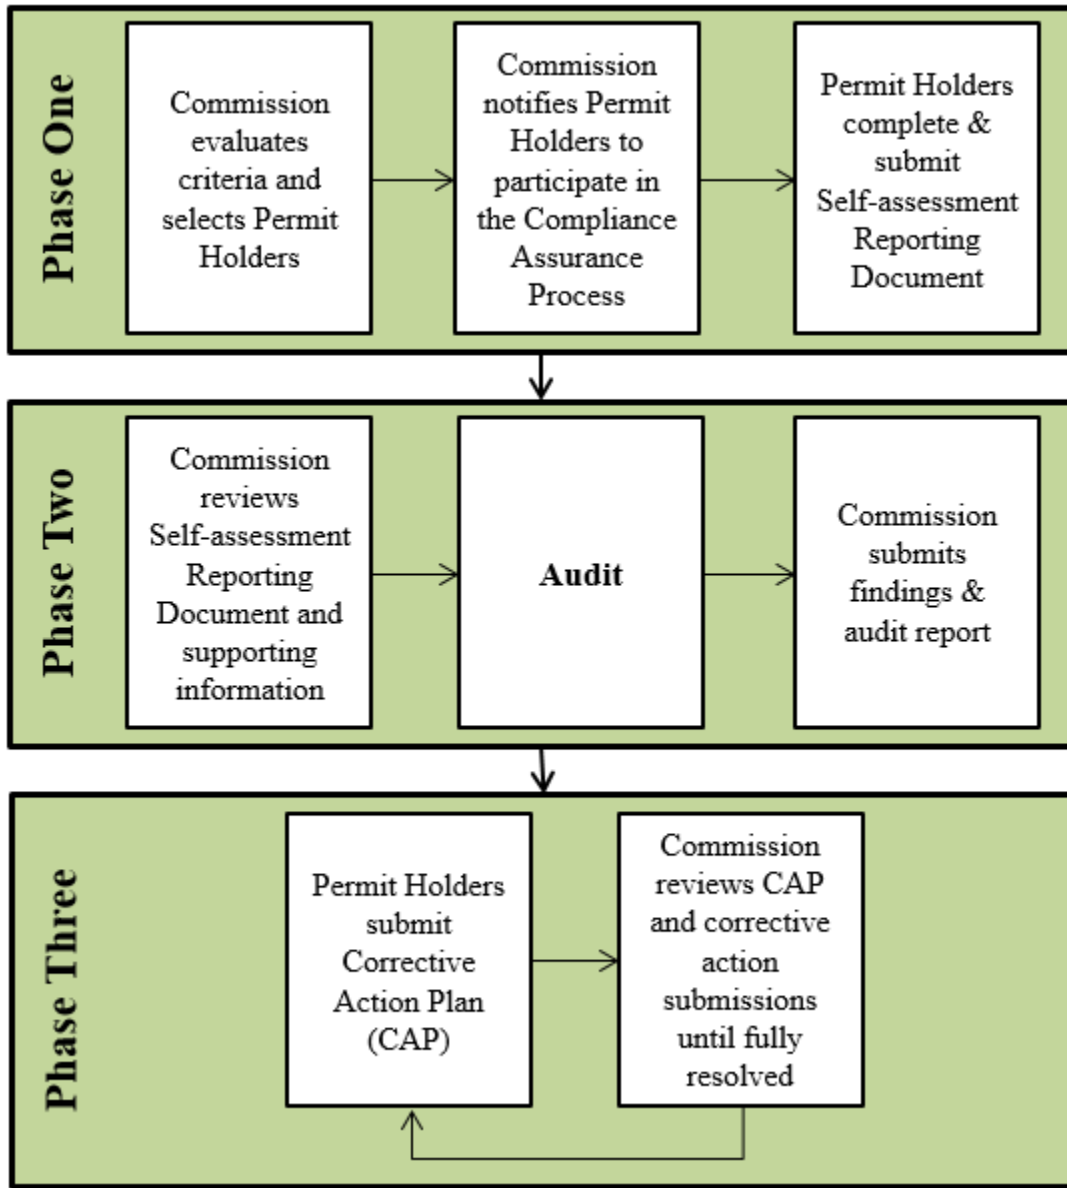 Phase One
Commission
evaluates
criteria and
selects Permit
Holders
Commission
notifies Permit
Holders to
participate in
the Compliance
Assurance
Process
Permit Holders
complete &
submit
Self-assessment
Reporting
Document
Phase Two
Commission
reviews
Self-assessment
Reporting
Document and
supporting
information
Audit
Commission
submits
findings &
audit report
Phase Three
Permit Holders
submit
Corrective
Action Plan
(CAP)
Commission
reviews CAP
and corrective
action
submissions
until fully
resolved